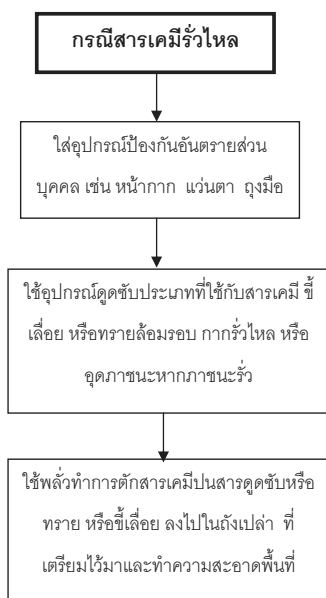 กรณีสารเคมีรั่วไหล
ใส่อุปกรณ์ป้องกันอันตรายส่วน
บุคคล เช่น หน้ากาก แว่นตา ถุงมือ
ใช้อุปกรณ์ดูดซับประเภทที่ใช้กับสารเคมี ขี้
เลื่อย หรือทรายล้อมรอบ กากรั่วไหล หรือ
อุดภาชนะหากภาชนะรั่ว
ใช้พลั่วทำการตักสารเคมีปนสารดูดซับหรือ
ทราย หรือขี้เลื่อย ลงไปในถังเปล่า ที่
เตรียมไว้มาและทำความสะอาดพื้นที่